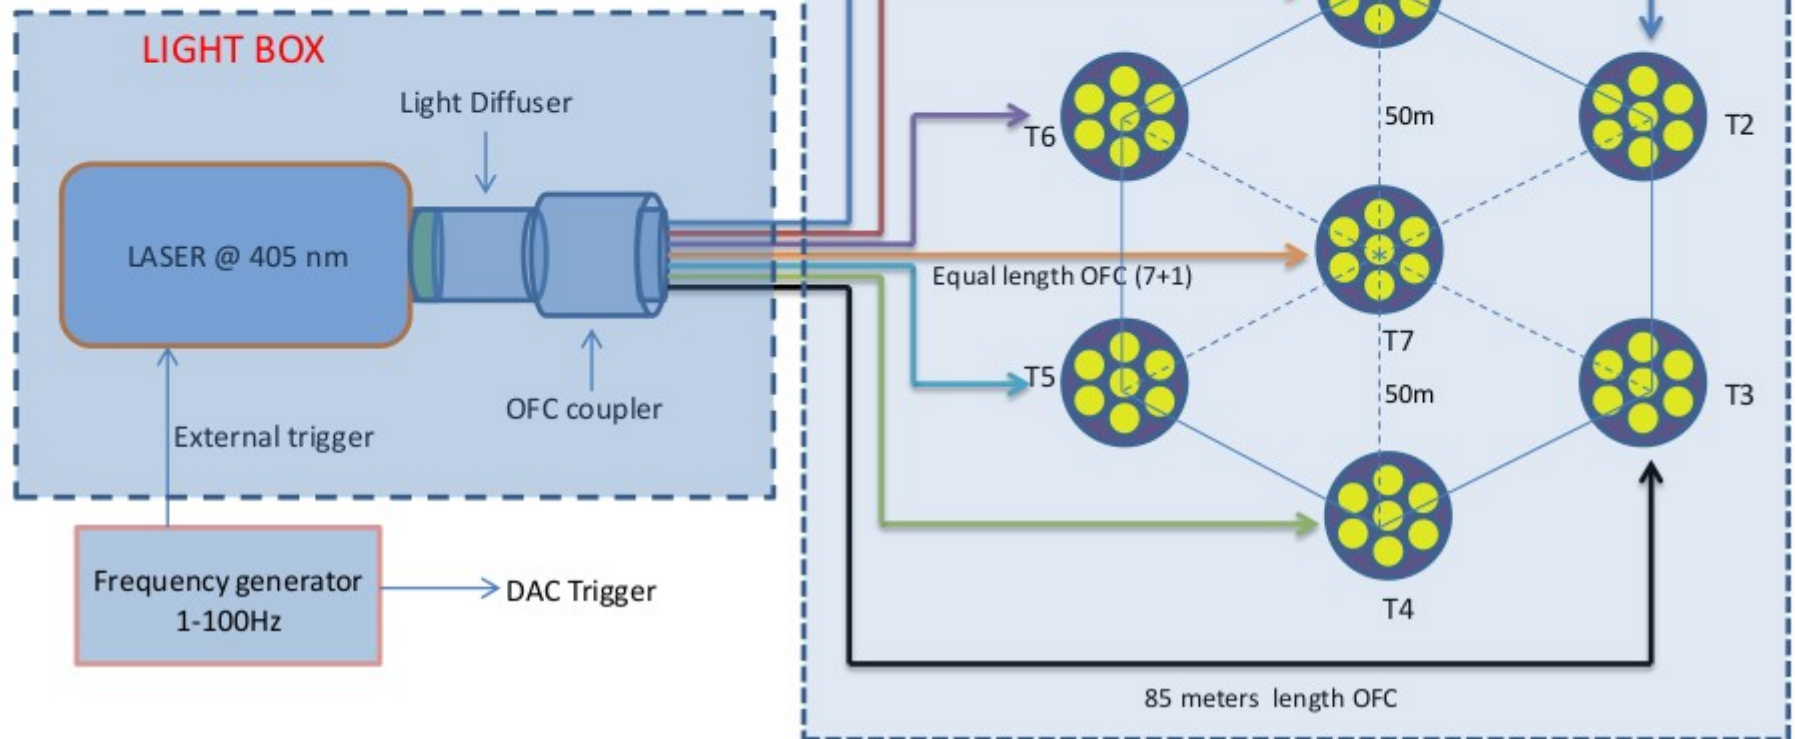 LIGHT BOX
Light Diffuser
LASER @ 405 nm
OFC coupler
External trigger
Frequency generator
1-100Hz
DAC Trigger
T6
50m
T2
Equal length OFC (7+1)
T7
T5
50m
T3
T4
85 meters length OFC